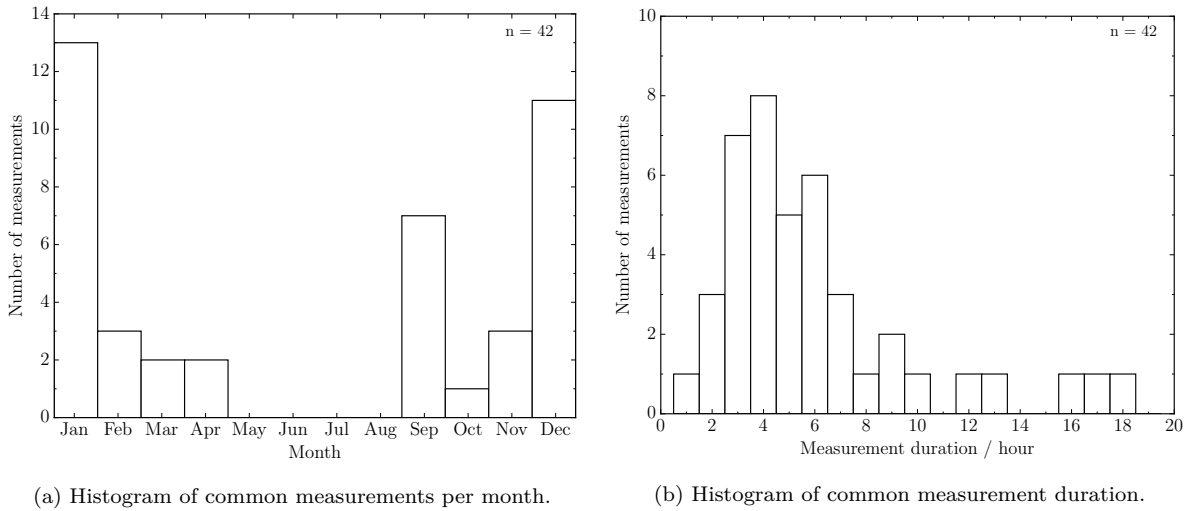 14
12
10
8
6
4
2
0
Number of measurements
n = 42
Jan Feb Mar Apr May Jun Jul Aug Sep Oct Nov Dec
Month
(a) Histogram of common measurements per month.
10
8
6
4
2
0
Number of measurements
n = 42
0 2 4 6 8 10 12 14 16 18 20
Measurement duration / hour
(b) Histogram of common measurement duration.